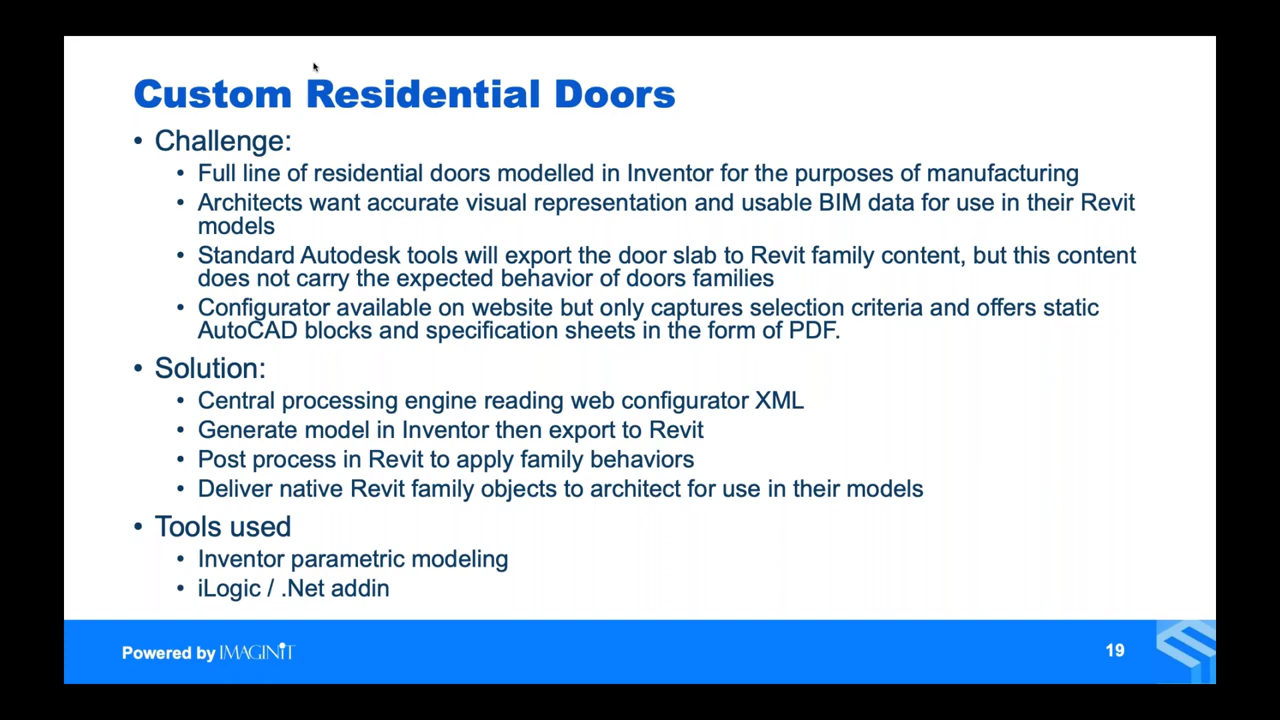 Custom Residential Doors
• Challenge:
• Full line of residential doors modelled in Inventor for the purposes of manufacturing
• Architects want accurate visual representation and usable BIM data for use in their Revit
models
• Standard Autodesk tools will export the door slab to Revit family content, but this content
does not carry the expected behavior of doors families
• Configurator available on website but only captures selection criteria and offers static
AutoCAD blocks and specification sheets in the form of PDF.
• Solution:
• Central processing engine reading web configurator XML
• Generate model in Inventor then export to Revit
• Post process in Revit to apply family behaviors
• Deliver native Revit family objects to architect for use in their models
• Tools used
• Inventor parametric modeling
• iLogic / .Net addin
Powered by IMAGINiT
19